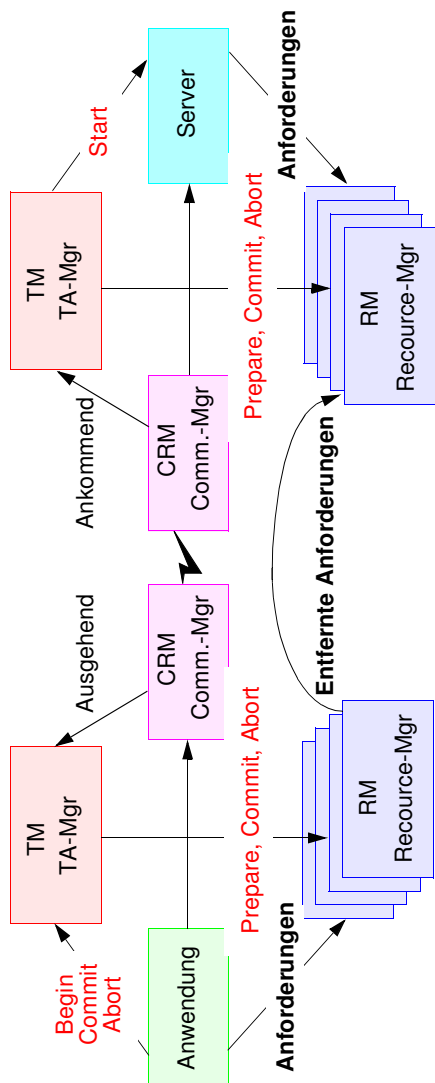 Begin
Commit
Abort
TM
TA-Mgr
Ausgehend
Ankommend
TM
TA-Mgr
Start
Anwendung
CRM
Comm.-Mgr
CRM
Comm.-Mgr
Server
Prepare, Commit, Abort
Prepare, Commit, Abort
Anforderungen
Entfernte Anforderungen
Anforderungen
RM
Recource-Mgr
RM
Recource-Mgr